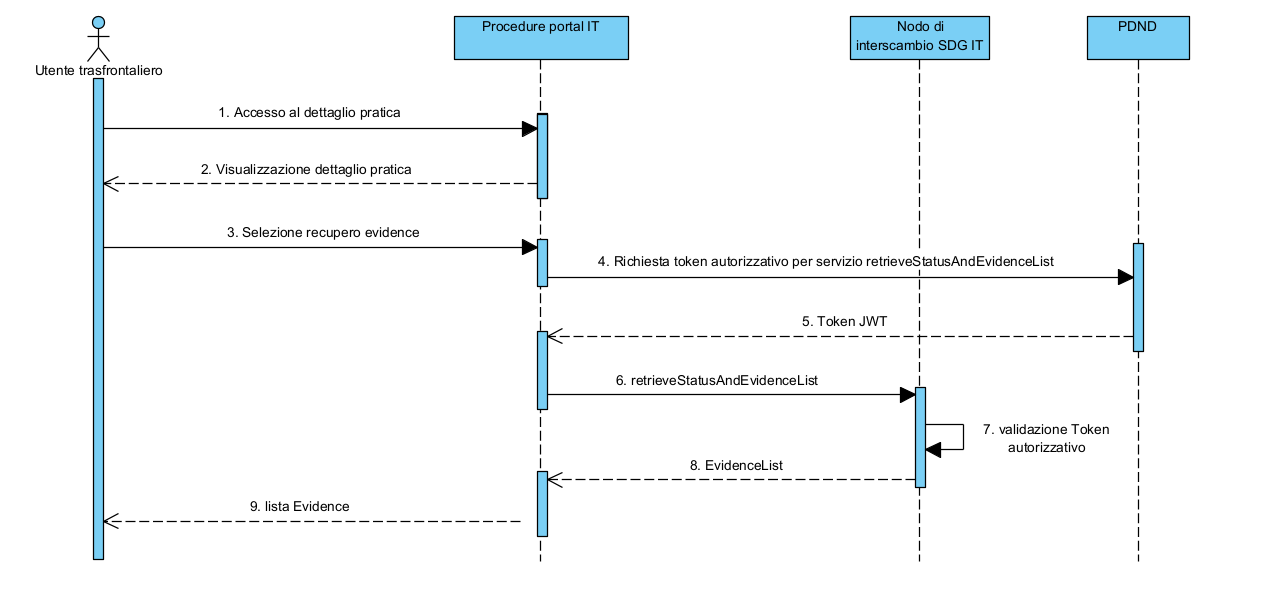 Procedure portal IT
Nodo di
interscambio SDG IT
PDND
Utente trasfrontaliero
1. Accesso al dettaglio pratica
2. Visualizzazione dettaglio pratica
3. Selezione recupero evidence
4. Richiesta token autorizzativo per servizio retrieveStatusAndEvidenceList
5. Token JWT
6. retrieveStatusAndEvidenceList
7. validazione Token
autorizzativo
8. EvidenceList
9. lista Evidence